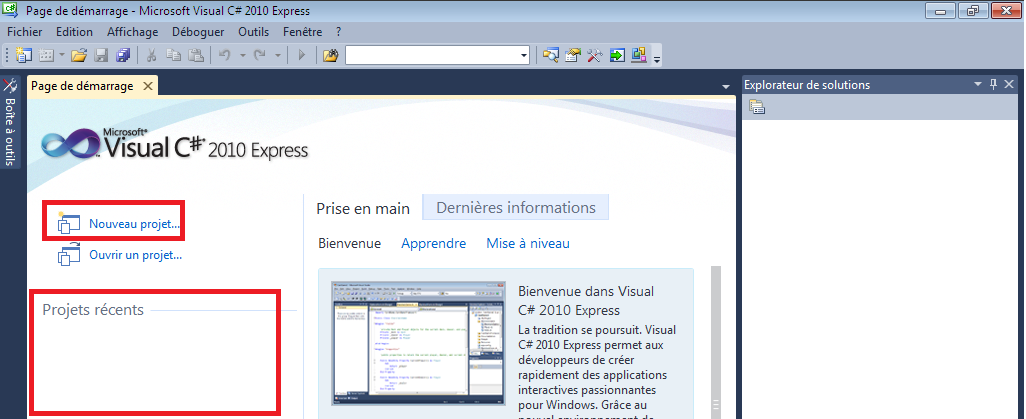 Page de démarrage - Microsoft Visual C# 2010 Express
Fichier Edition Affichage Déboguer Outils Fenêtre ?
Boîte à outils
Page de démarrage
Explorateur de solutions
Microsoft®
Visual C#® 2010 Express
Nouveau projet...
Ouvrir un projet...
Projets récents
Prise en main Dernières informations
Bienvenue Apprendre Mise à niveau
Bienvenue dans Visual
C# 2010 Express
La tradition se poursuit. Visual
C# 2010 Express permet aux
développeurs de créer
rapidement des applications
interactives passionnantes
pour Windows. Grâce au
nouvel environnement de